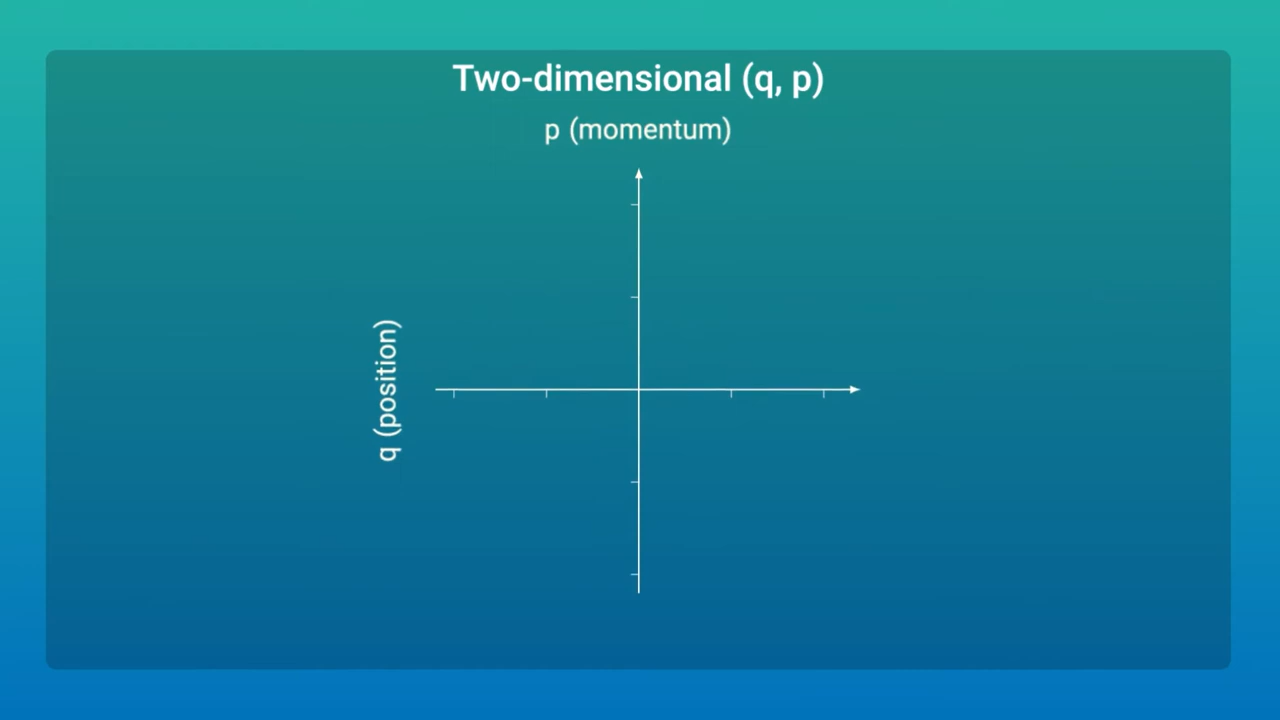 Two-dimensional (q, p)
p (momentum)
q (position)